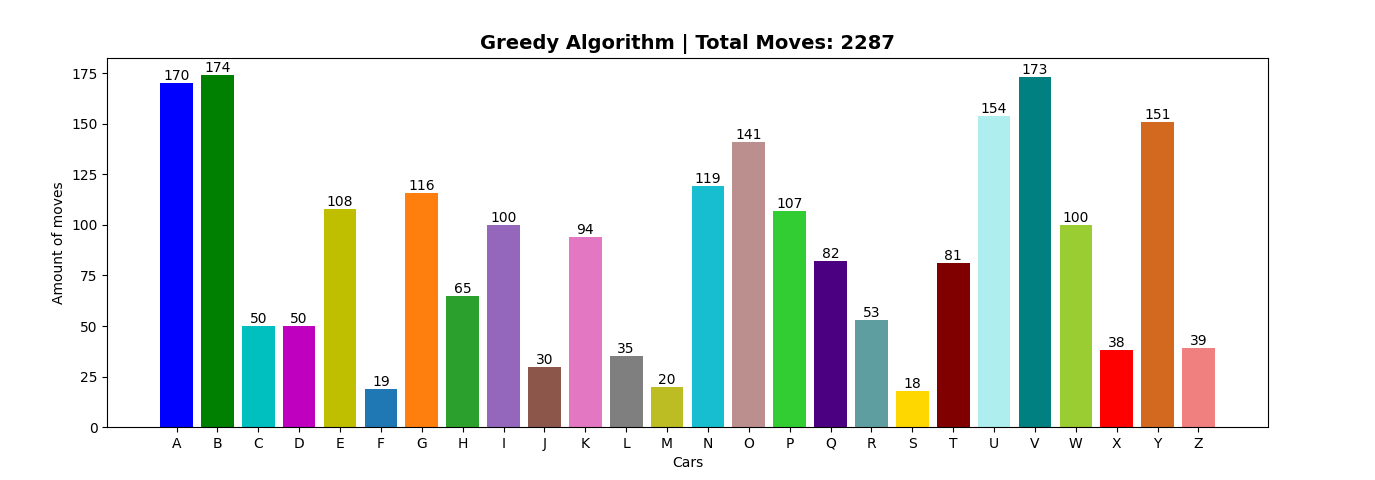 Greedy Algorithm | Total Moves: 2287
Amount of moves
175
150
125
100
75
50
25
0
170 174 50 50 108 19 116 65 100 30 94 35 20 119 141 107 82 53 18 81 154 173 100 38 151 39
A B C D E F G H I J K L M N O P Q R S T U V W X Y Z
Cars